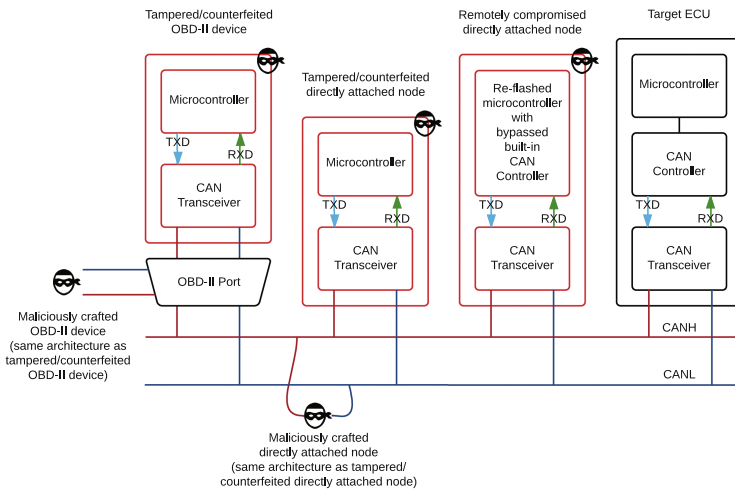 Tampered/counterfeited
OBD-II device
Microcontroller
TXD
RXD
CAN
Transceiver
OBD-II Port
Maliciously crafted
OBD-II device
(same architecture as
tampered/counterfeited
OBD-II device)
Tampered/counterfeited
directly attached node
Microcontroller
TXD
RXD
CAN
Transceiver
Remotely compromised
directly attached node
Re-flashed
microcontroller
with
bypassed
built-in
CAN
Controller
TXD
RXD
CAN
Transceiver
Target ECU
Microcontroller
CAN
Controller
TXD
RXD
CAN
Transceiver
CANH
CANL
Maliciously crafted
directly attached node
(same architecture as tampered/
counterfeited directly attached node)